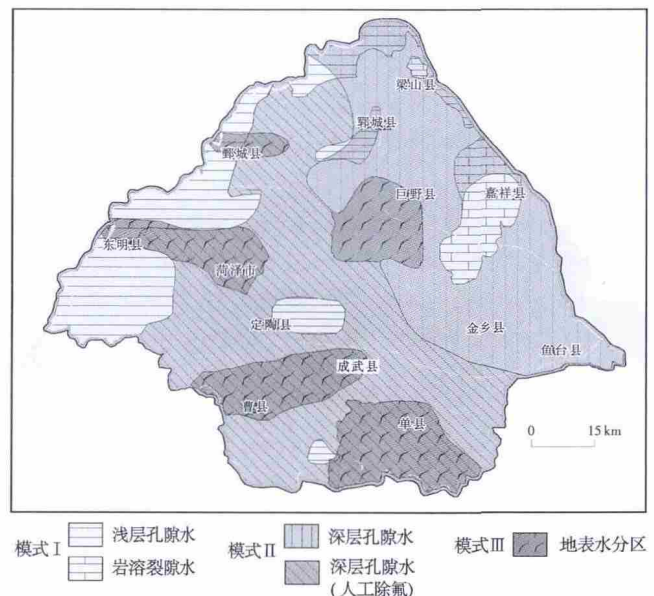 梁山县
郓城县
鄄城县
巨野县
嘉祥县
东明县
菏泽市
定陶县
金乡县
鱼台县
成武县
曹县
单县
0 15 km
模式Ⅰ 浅层孔隙水 模式Ⅱ 深层孔隙水 模式Ⅲ 地表水分区
岩溶裂隙水 深层孔隙水
(人工除氟)